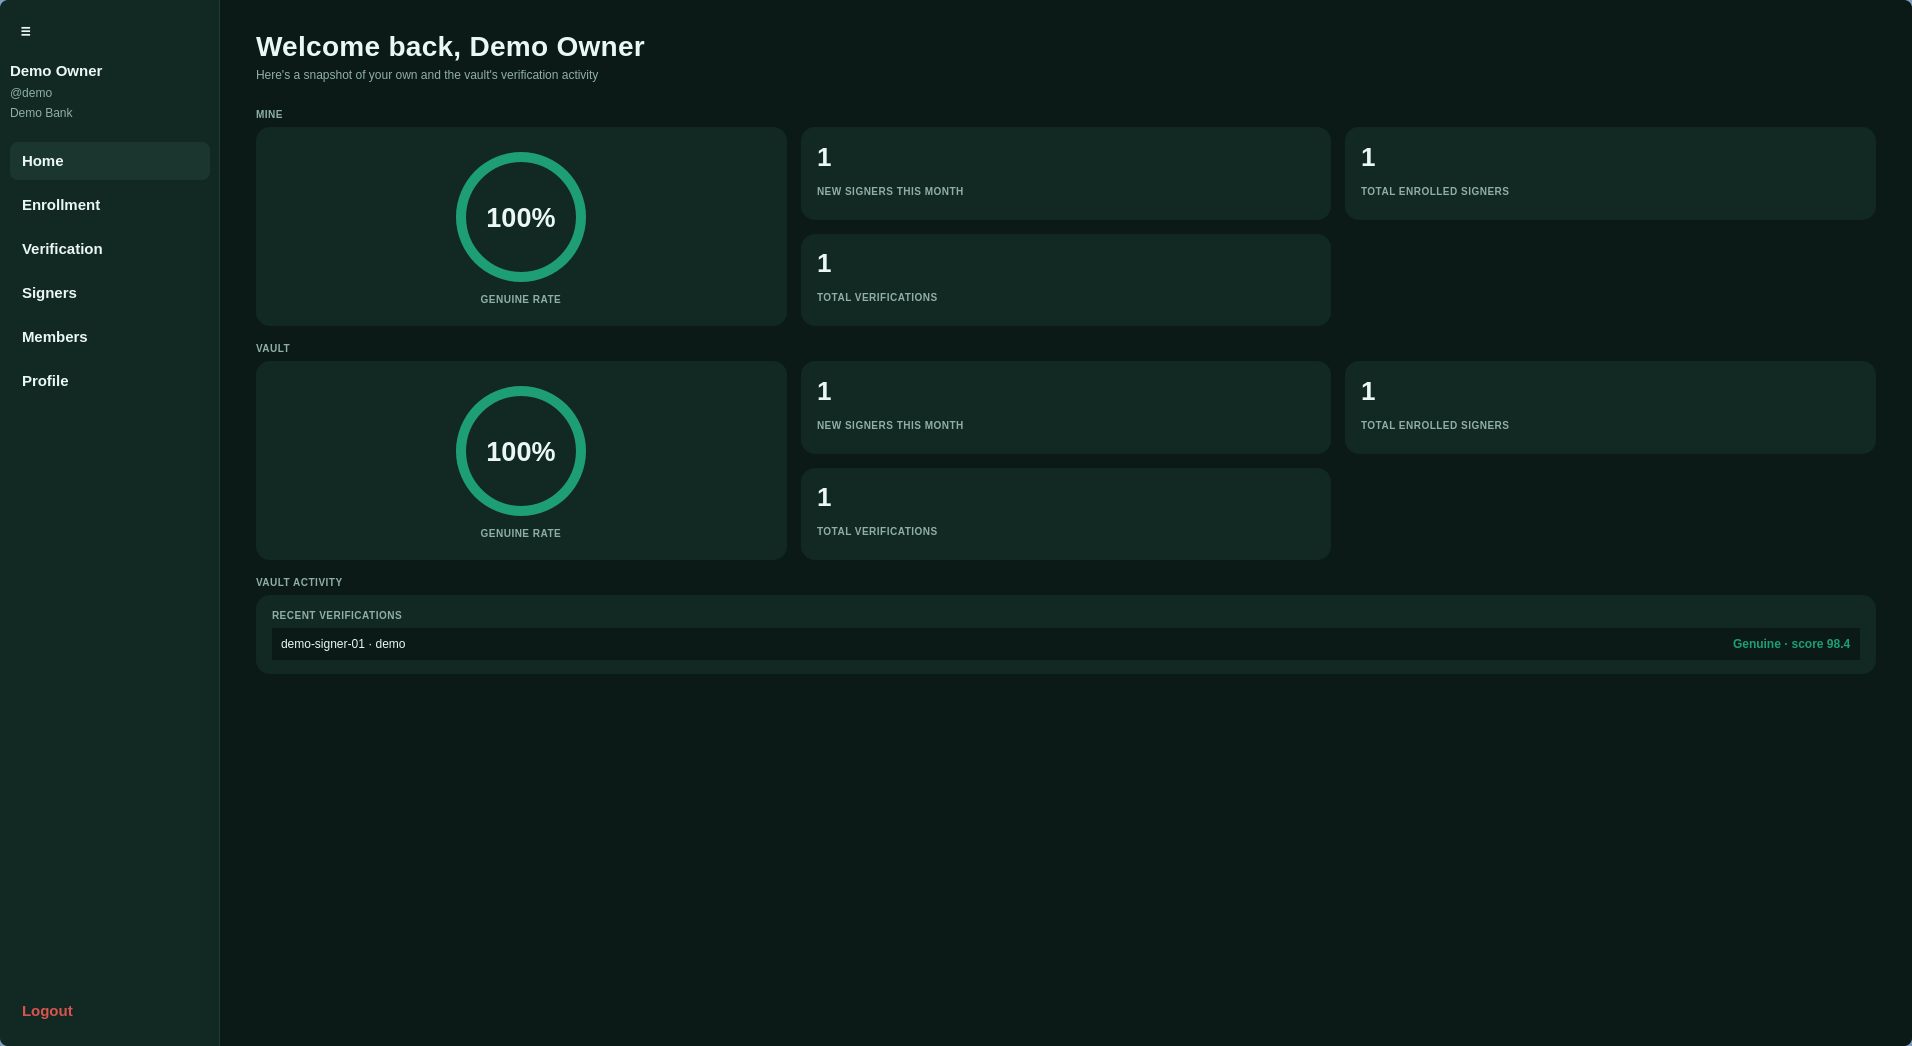 Demo Owner
@demo
Demo Bank
Home
Enrollment
Verification
Signers
Members
Profile
Logout
Welcome back, Demo Owner
Here's a snapshot of your own and the vault's verification activity
MINE
100%
GENUINE RATE
1
NEW SIGNERS THIS MONTH
1
TOTAL ENROLLED SIGNERS
1
TOTAL VERIFICATIONS
VAULT
100%
GENUINE RATE
1
NEW SIGNERS THIS MONTH
1
TOTAL ENROLLED SIGNERS
1
TOTAL VERIFICATIONS
VAULT ACTIVITY
RECENT VERIFICATIONS
demo-signer-01 · demo
Genuine · score 98.4